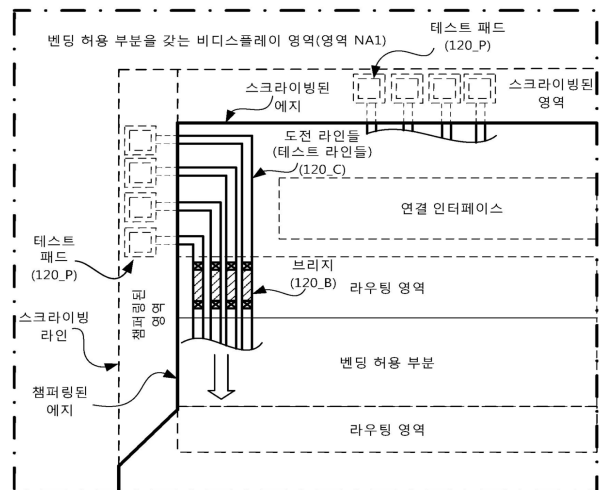 벤딩 허용 부분을 갖는 비디스플레이 영역(영역 NA1)
테스트 패드
(120_P)
스크라이빙된
에지
스크라이빙된
영역
도전 라인들
(테스트 라인들)
(120_C)
연결 인터페이스
테스트
패드
(120_P)
브리지
(120_B)
라우팅 영역
스크라이빙
라인
챔퍼링된
영역
벤딩 허용 부분
챔퍼링된
에지
라우팅 영역